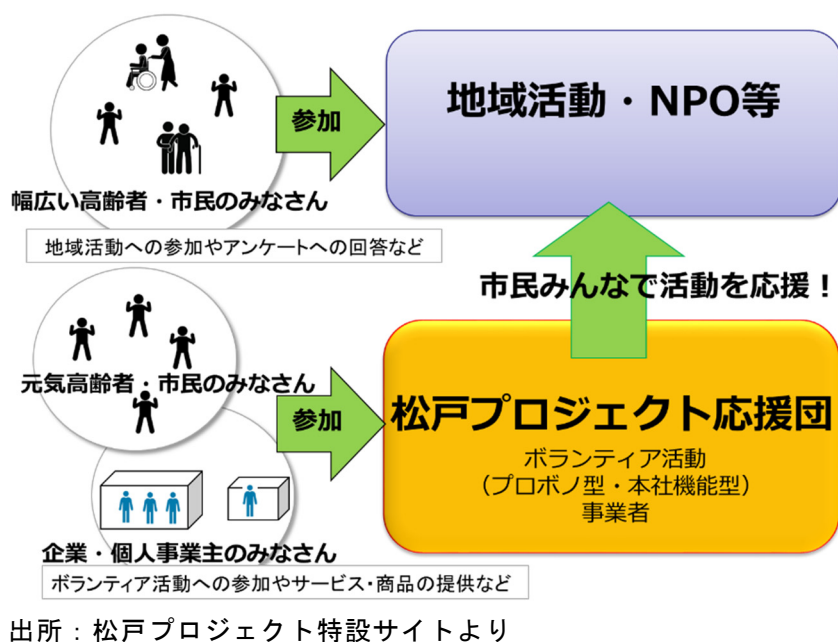 参加
地域活動・NPO等
幅広い高齢者・市民のみなさん
地域活動への参加やアンケートへの回答など
市民みんなで活動を応援！
元気高齢者・市民のみなさん
参加
松戸プロジェクト応援団
ボランティア活動
（プロボノ型・本社機能型）
事業者
企業・個人事業主のみなさん
ボランティア活動への参加やサービス・商品の提供など
出所：松戸プロジェクト特設サイトより